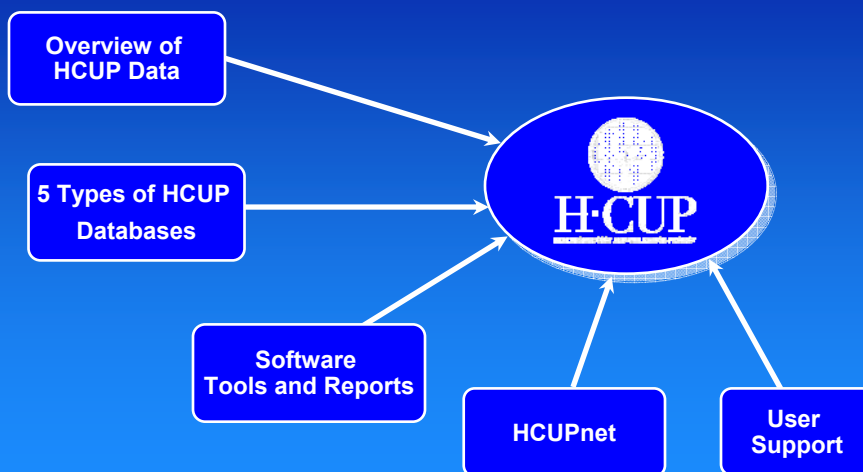 Overview of
HCUP Data
5 Types of HCUP
Databases
H·CUP
Software
Tools and Reports
HCUPnet
User
Support